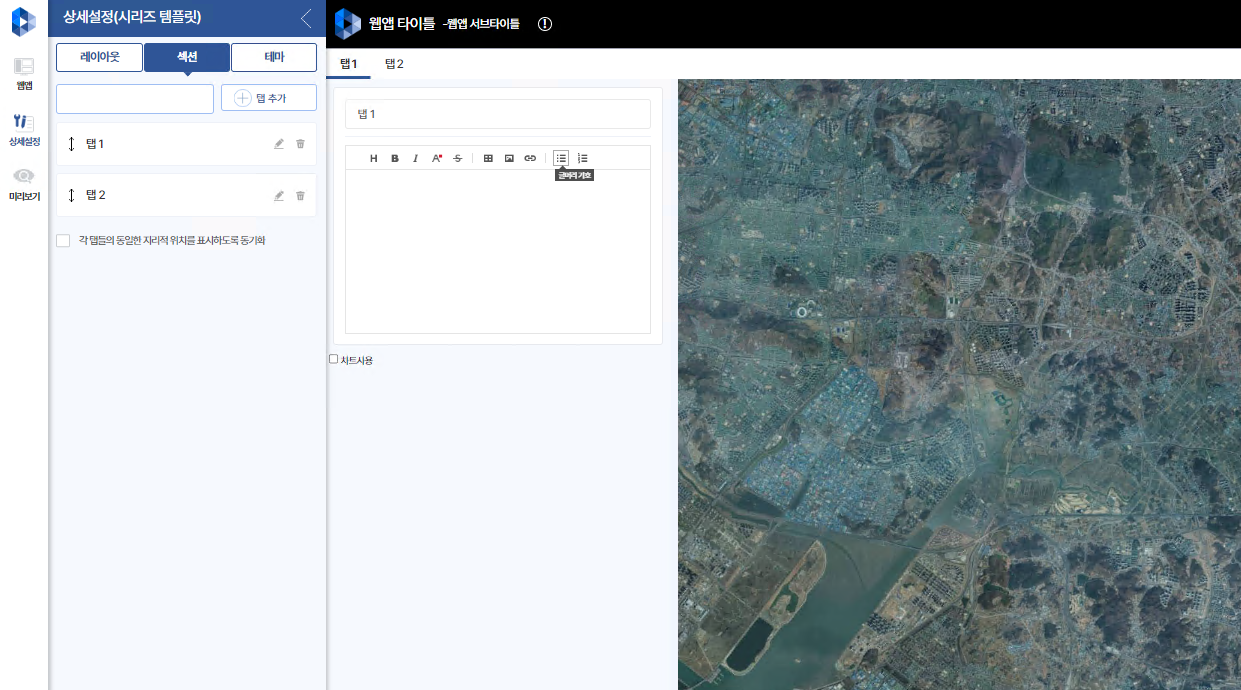 상세설정(시리즈 템플릿)
웹앱 타이틀 -웹앱 서브타이틀
레이아웃 섹션 테마
탭1 탭2
웹앱
탭 추가
상세설정
탭 1
탭 2
미리보기
각 탭들의 동일한 지리적 위치를 표시하도록 동기화
탭 1
H B I A S
글머리 기호
차트사용